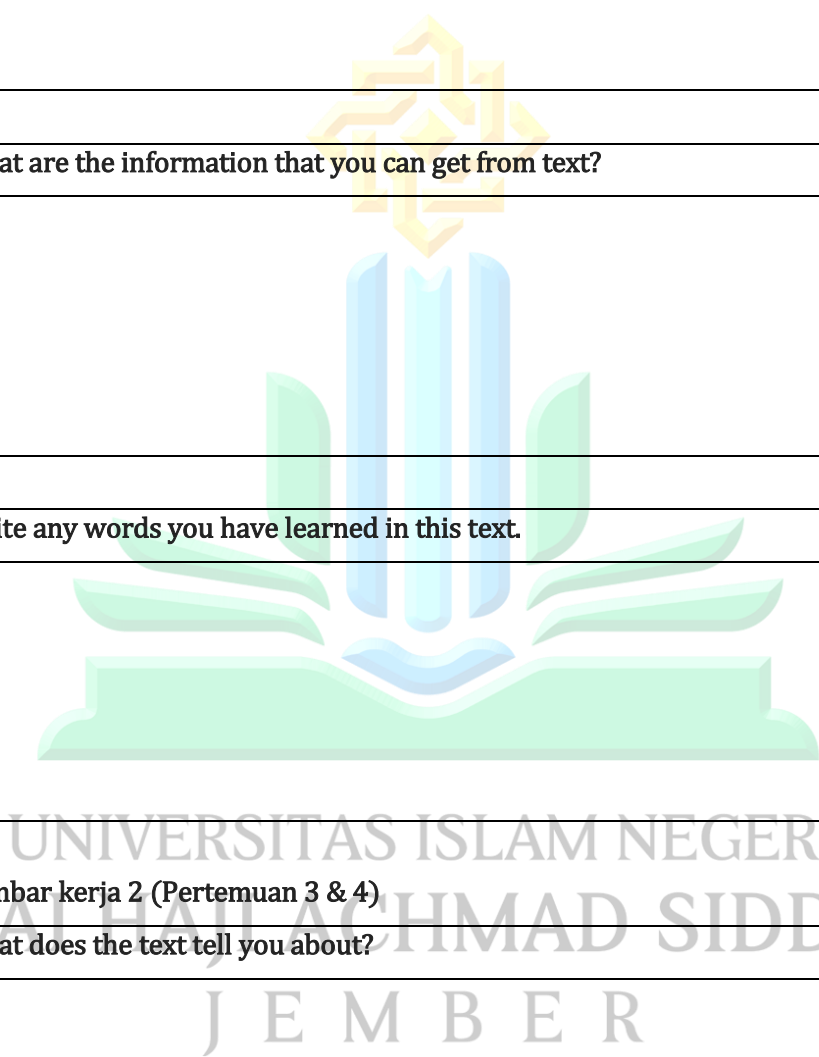 at are the information that you can get from text?
ite any words you have learned in this text.
UNIVERSITAS ISLAM NEGER
mbar kerja 2 (Pertemuan 3 & 4)
HAJI ACHMAD SIDD
at does the text tell you about?
JEMBER